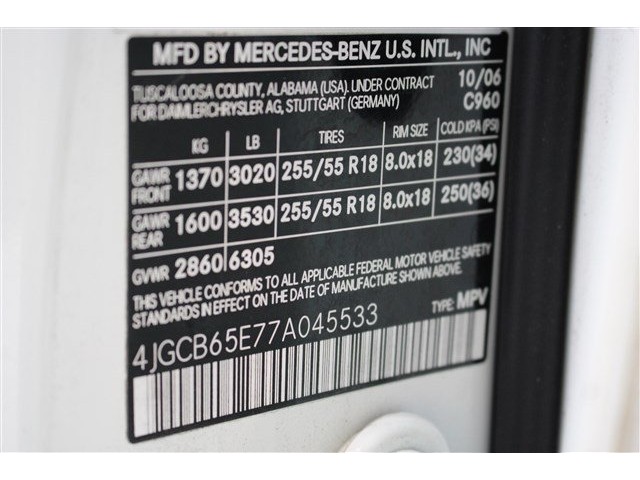 MFD BY MERCEDES-BENZ U.S. INTL., INC
TUSCALOOSA COUNTY, ALABAMA (USA). UNDER CONTRACT 10/06
FOR DAIMLERCHRYSLER AG, STUTTGART (GERMANY) C960
KG LB TIRES RIM SIZE COLD KPA (PSI)
GAWR FRONT 1370 3020 255/55 R18 8.0x18 230(34)
GAWR REAR 1600 3530 255/55 R18 8.0x18 250(36)
GVWR 2860 6305
THIS VEHICLE CONFORMS TO ALL APPLICABLE FEDERAL MOTOR VEHICLE SAFETY
STANDARDS IN EFFECT ON THE DATE OF MANUFACTURE SHOWN ABOVE.
4JGCB65E77A045533 TYPE: MPV